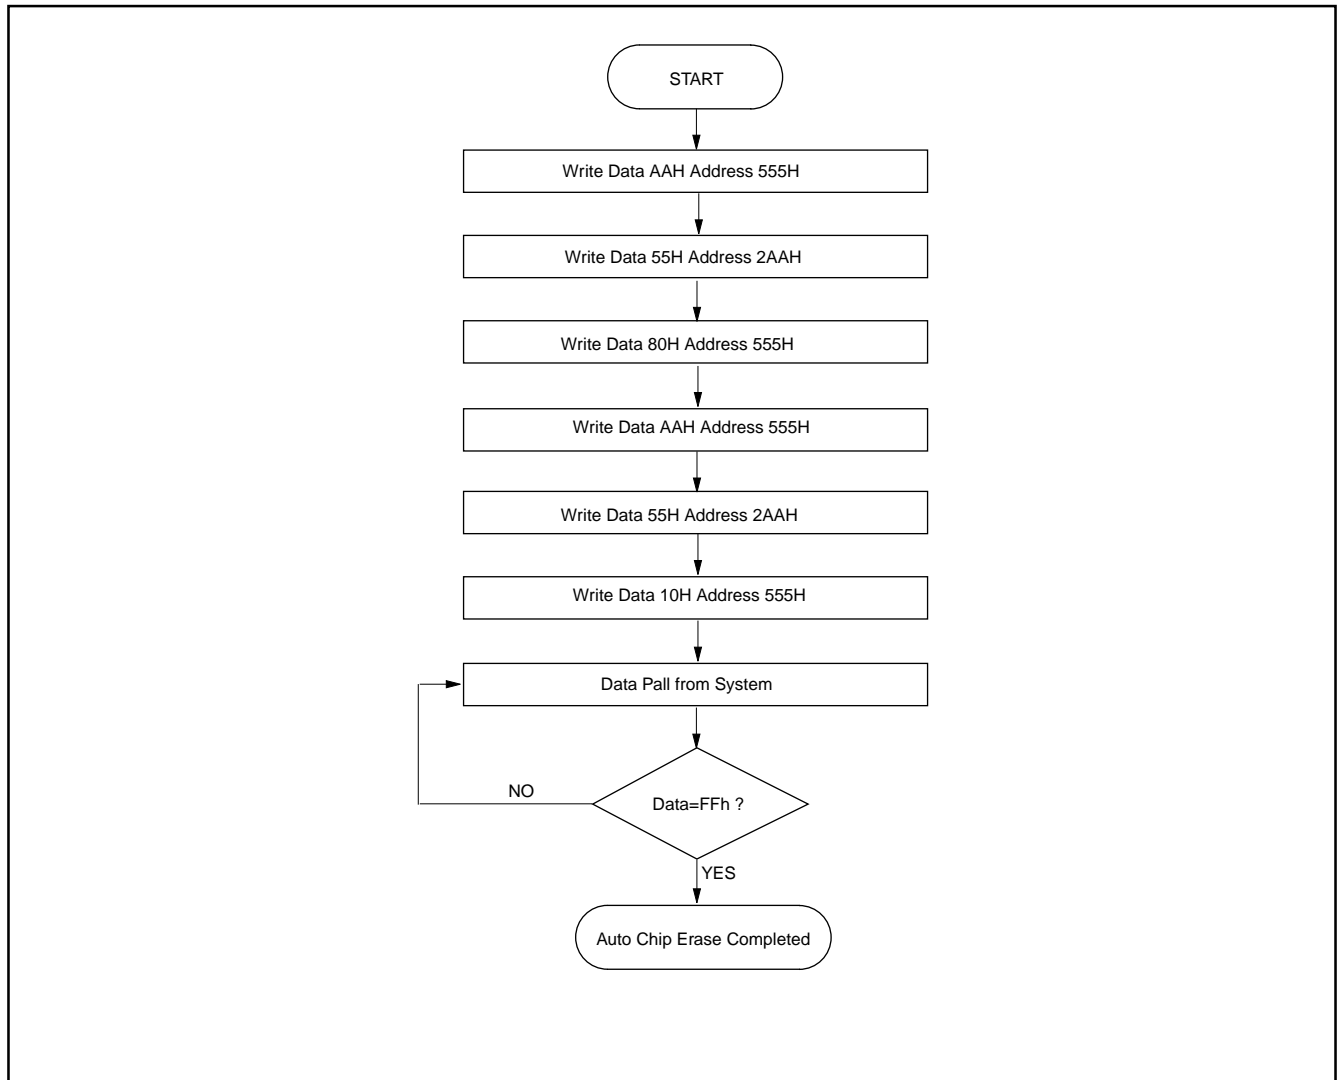 START
Write Data AAH Address 555H
Write Data 55H Address 2AAH
Write Data 80H Address 555H
Write Data AAH Address 555H
Write Data 55H Address 2AAH
Write Data 10H Address 555H
Data Pall from System
NO
Data=FFh ?
YES
Auto Chip Erase Completed